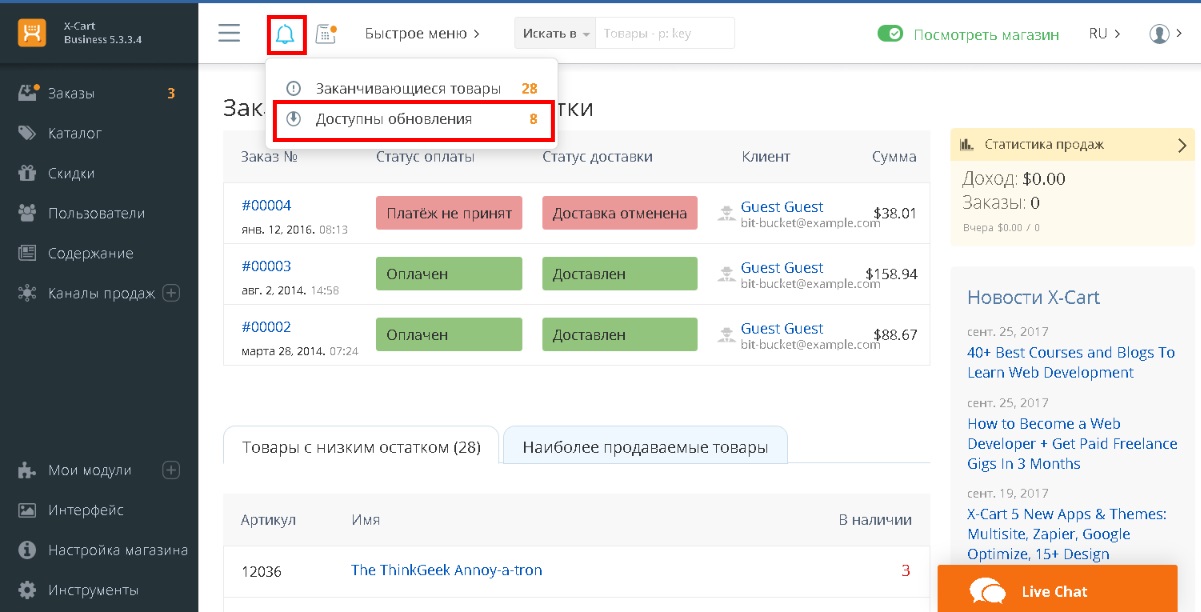 X-Cart
Business 5.3.3.4
Быстрое меню
Искать в
Товары - p: key
Посмотреть магазин
RU
Заказы 3
Каталог
Скидки
Пользователи
Содержание
Каналы продаж
Мои модули
Интерфейс
Настройка магазина
Инструменты
Заканчивающиеся товары 28
Доступны обновления 8
Заказ № Статус оплаты Статус доставки Клиент Сумма
#00004 Платёж не принят Доставка отменена Guest Guest $38.01
янв. 12, 2016. 08:13 bit-bucket@example.com
#00003 Оплачен Доставлен Guest Guest $158.94
авг. 2, 2014. 14:58 bit-bucket@example.com
#00002 Оплачен Доставлен Guest Guest $88.67
марта 28, 2014. 07:24 bit-bucket@example.com
Товары с низким остатком (28) Наиболее продаваемые товары
Артикул Имя В наличии
12036 The ThinkGeek Annoy-a-tron 3
Статистика продаж
Доход: $0.00
Заказы: 0
Вчера $0.00 / 0
Новости X-Cart
сент. 25, 2017
40+ Best Courses and Blogs To
Learn Web Development
сент. 25, 2017
How to Become a Web
Developer + Get Paid Freelance
Gigs In 3 Months
сент. 19, 2017
X-Cart 5 New Apps & Themes:
Multisite, Zapier, Google
Optimize, 15+ Design
Live Chat